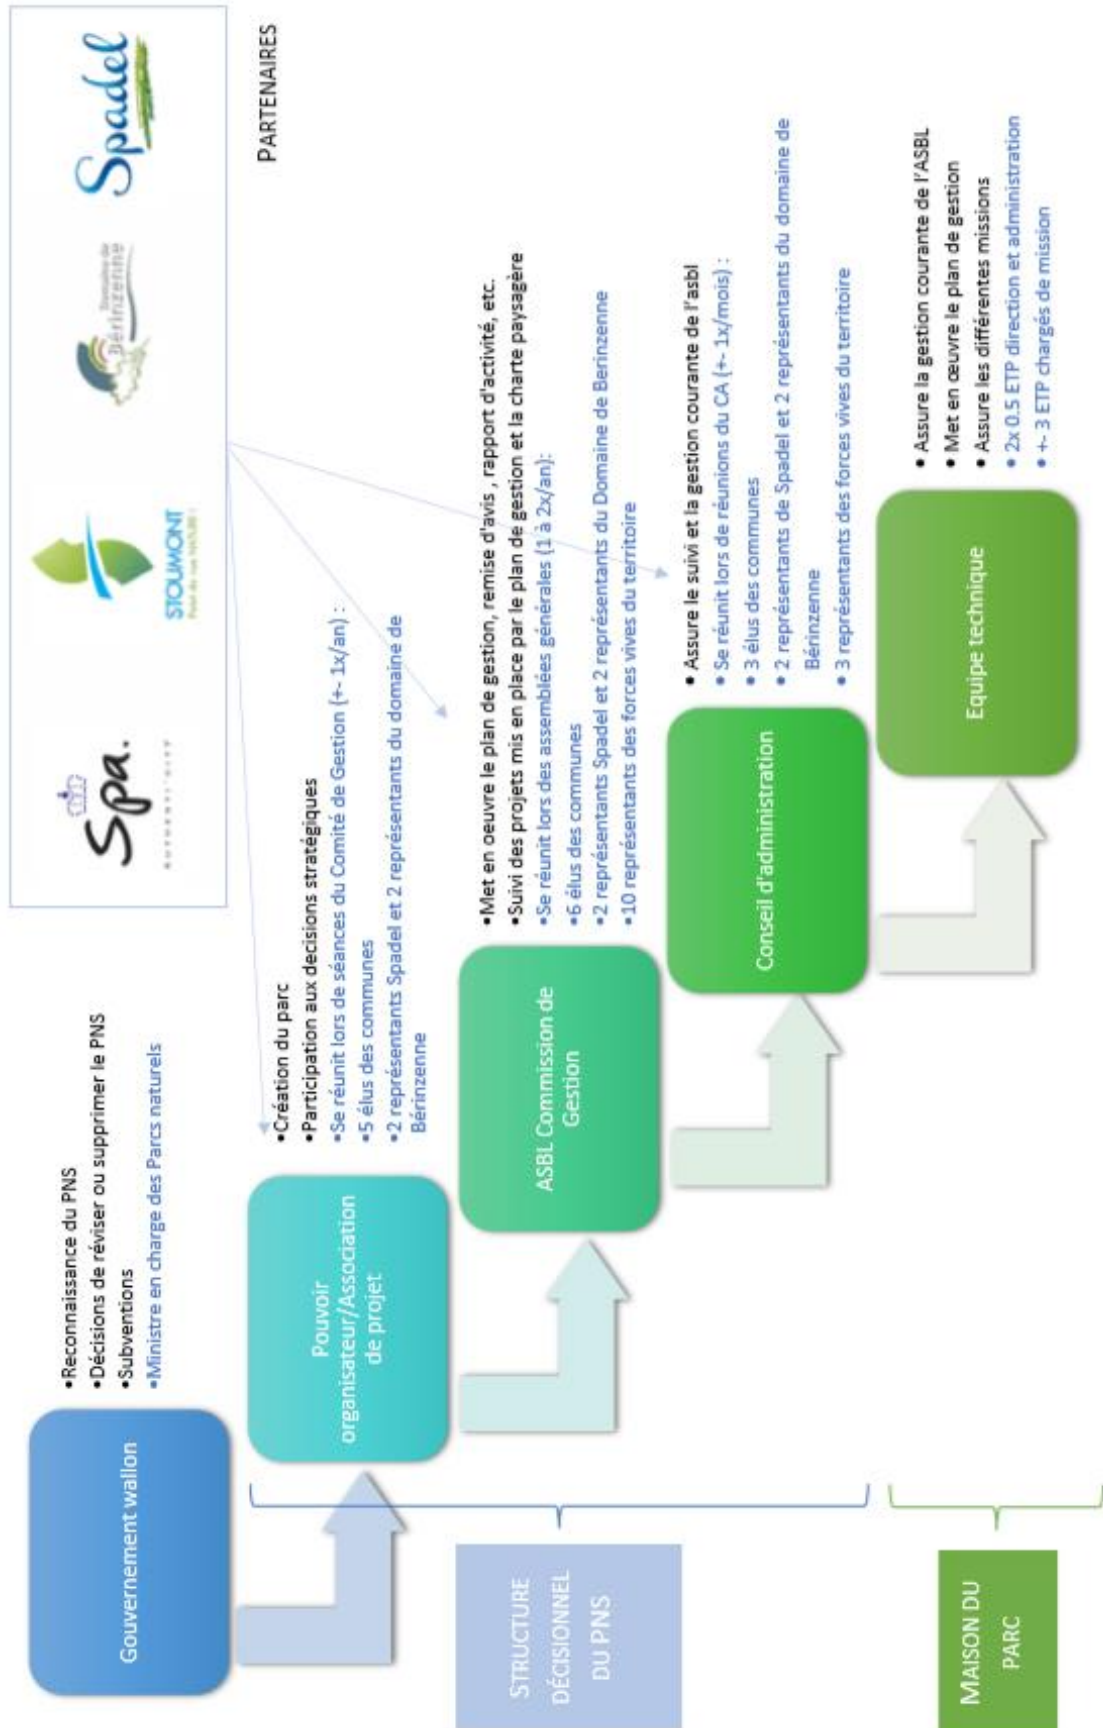 Gouvernement wallon
•Reconnaissance du PNS
•Décisions de réviser ou supprimer le PNS
•Subventions
•Ministre en charge des Parcs naturels
Spa.
STOUMONT
Domaine de
Bérinzenne
Spadel
PARTENAIRES
Pouvoir
organisateur/Association
de projet
•Création du parc
•Participation aux decisions stratégiques
•Se réunit lors de séances du Comité de Gestion (+- 1x/an) :
•5 élus des communes
•2 représentants Spadel et 2 représentants du domaine de
Bérinzenne
ASBL Commission de
Gestion
•Met en oeuvre le plan de gestion, remise d'avis , rapport d'activité, etc.
•Suivi des projets mis en place par le plan de gestion et la charte paysagère
•Se réunit lors des assemblées générales (1 à 2x/an):
•6 élus des communes
•2 représentants Spadel et 2 représentants du Domaine de Berinzenne
•10 représentants des forces vives du territoire
Conseil d'administration
• Assure le suivi et la gestion courante de l'asbl
• Se réunit lors de réunions du CA (+- 1x/mois) :
• 3 élus des communes
• 2 représentants de Spadel et 2 représentants du domaine de
Bérinzenne
• 3 représentants des forces vives du territoire
Equipe technique
• Assure la gestion courante de l'ASBL
• Met en œuvre le plan de gestion
• Assure les différentes missions
• 2x 0.5 ETP direction et administration
• +- 3 ETP chargés de mission
STRUCTURE
DÉCISIONNEL
DU PNS
MAISON DU
PARC